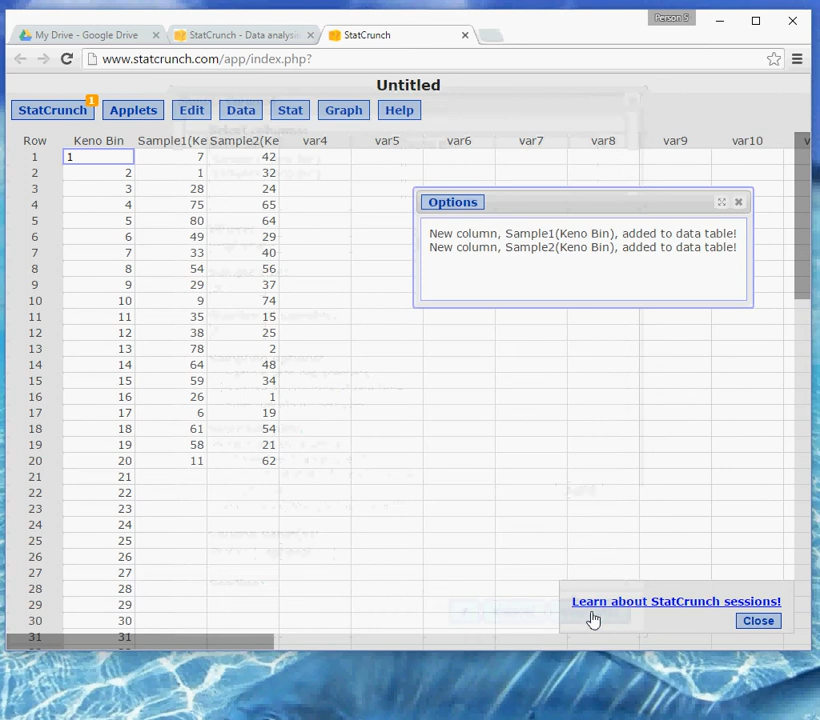 Person 5
My Drive - Google Drive
StatCrunch - Data analysis
StatCrunch
www.statcrunch.com/app/index.php?
Untitled
StatCrunch 1 Applets Edit Data Stat Graph Help
Row Keno Bin Sample1(Ke Sample2(Ke var4 var5 var6 var7 var8 var9 var10
1 1 7 42
2 2 1 32
3 3 28 24
4 4 75 65
5 5 80 64
6 6 49 29
7 7 33 40
8 8 54 56
9 9 29 37
10 10 9 74
11 11 35 15
12 12 38 25
13 13 78 2
14 14 64 48
15 15 59 34
16 16 26 1
17 17 6 19
18 18 61 54
19 19 58 21
20 20 11 62
21 21
22 22
23 23
24 24
25 25
26 26
27 27
28 28
29 29
30 30
31 31
Options
New column, Sample1(Keno Bin), added to data table!
New column, Sample2(Keno Bin), added to data table!
Learn about StatCrunch sessions!
Close